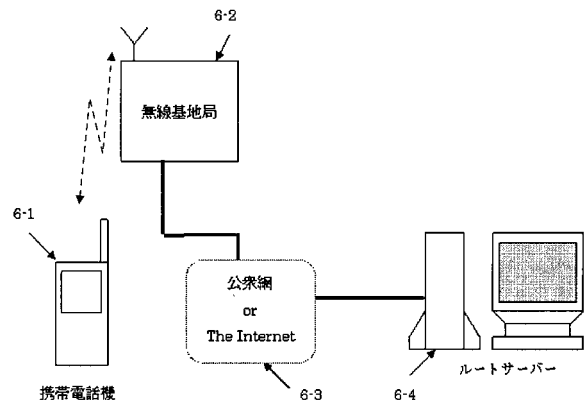 6-2
無線基地局
6-1
公衆網
or
The Internet
携帯電話機
6-3
6-4
ルートサーバー